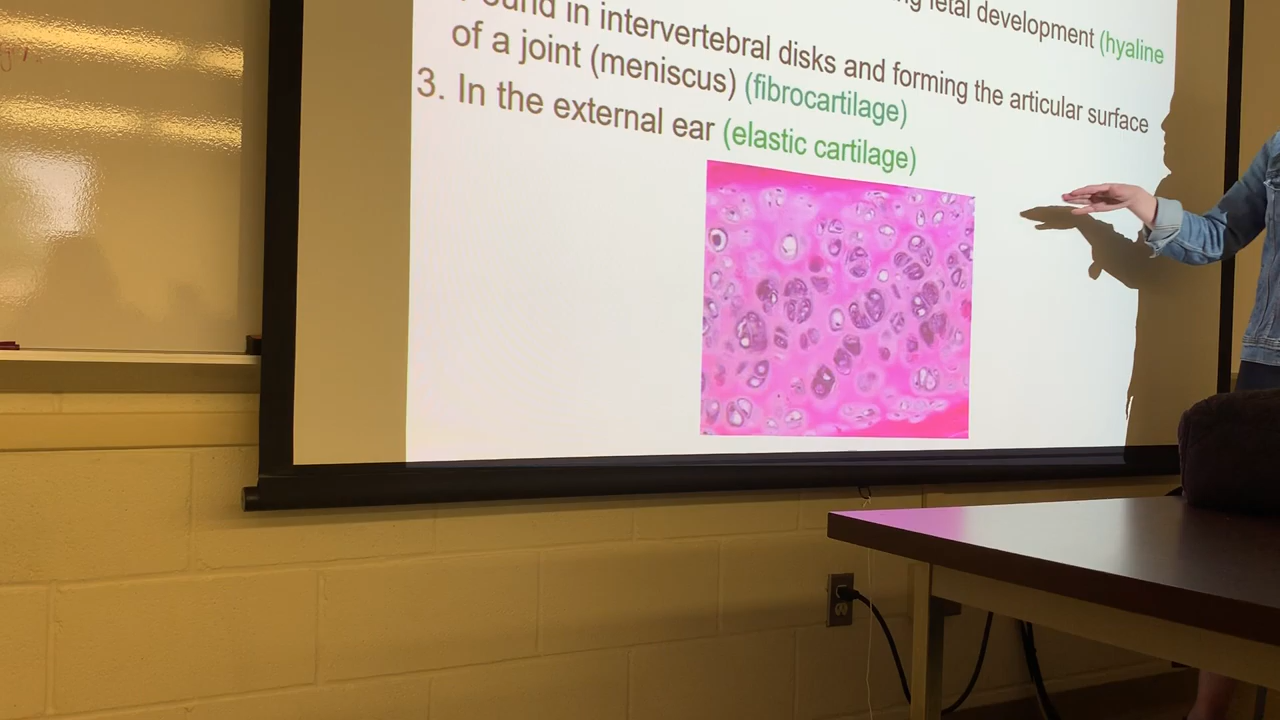 fetal development (hyaline
in intervertebral disks and forming the articular surface
of a joint (meniscus) (fibrocartilage)
3. In the external ear (elastic cartilage)